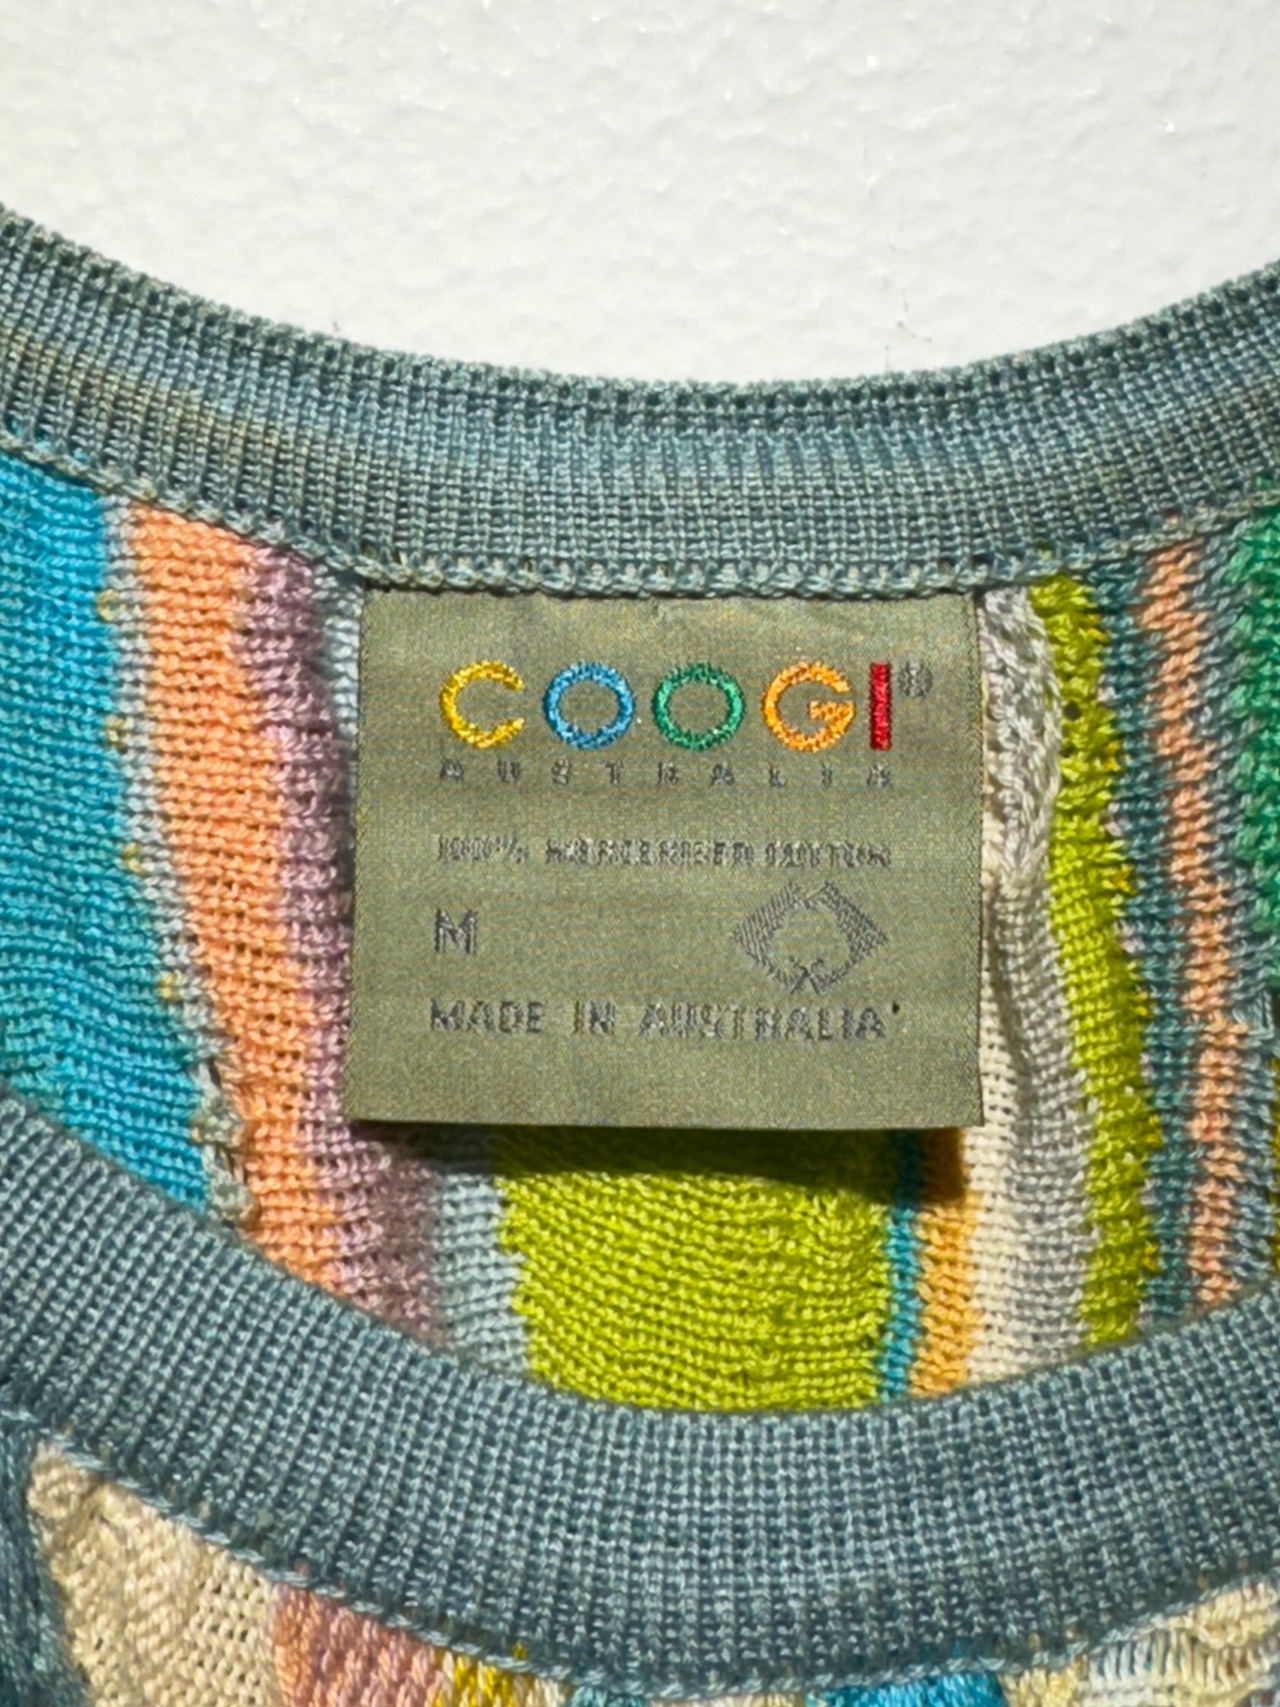 COOGI®
AUSTRALIA
100% MERCERISED COTTON
M
MADE IN AUSTRALIA